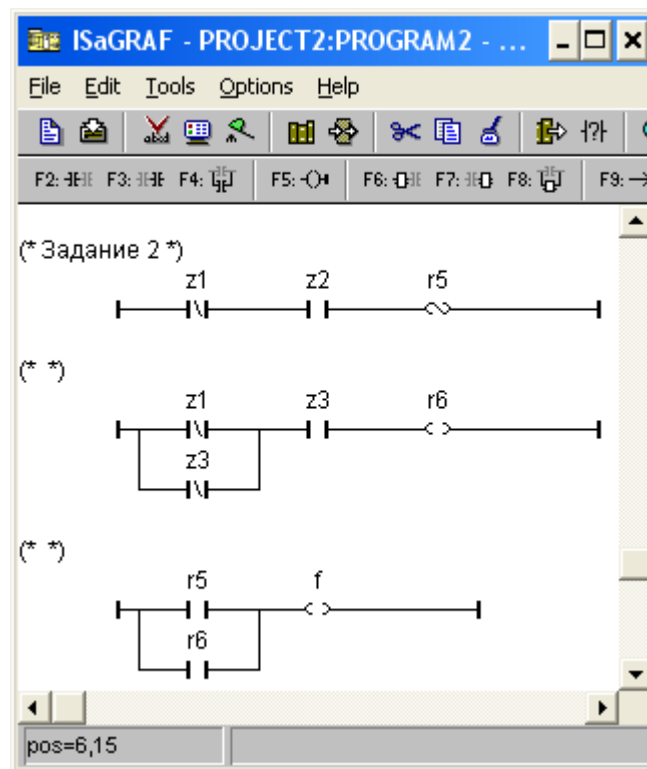 ISaGRAF - PROJECT2:PROGRAM2 - ...
File Edit Tools Options Help
F2: F3: F4: F5: F6: F7: F8: F9:
(* Задание 2 *)
z1 z2 r5
(* *)
z1 z3 r6
z3
(* *)
r5 f
r6
pos=6,15